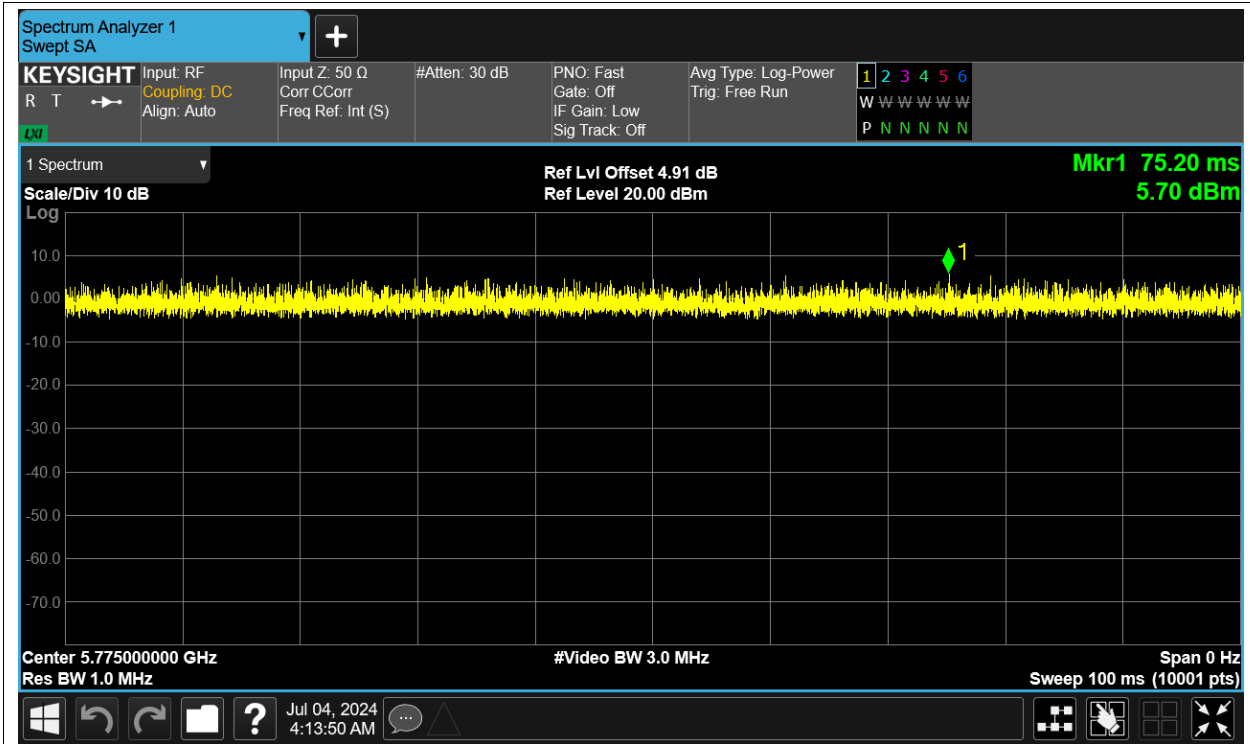 Spectrum Analyzer 1
Swept SA
KEYSIGHT
R T
LXI
Input: RF
Coupling: DC
Align: Auto
Input Z: 50 Ω
Corr CCorr
Freq Ref: Int (S)
#Atten: 30 dB
PNO: Fast
Gate: Off
IF Gain: Low
Sig Track: Off
Avg Type: Log-Power
Trig: Free Run
1 2 3 4 5 6
W W W W W W
P N N N N N
1 Spectrum
Scale/Div 10 dB
Log
Ref Lvl Offset 4.91 dB
Ref Level 20.00 dBm
Mkr1 75.20 ms
5.70 dBm
1
10.0
0.00
-10.0
-20.0
-30.0
-40.0
-50.0
-60.0
-70.0
Center 5.775000000 GHz
Res BW 1.0 MHz
#Video BW 3.0 MHz
Span 0 Hz
Sweep 100 ms (10001 pts)
?
Jul 04, 2024
4:13:50 AM